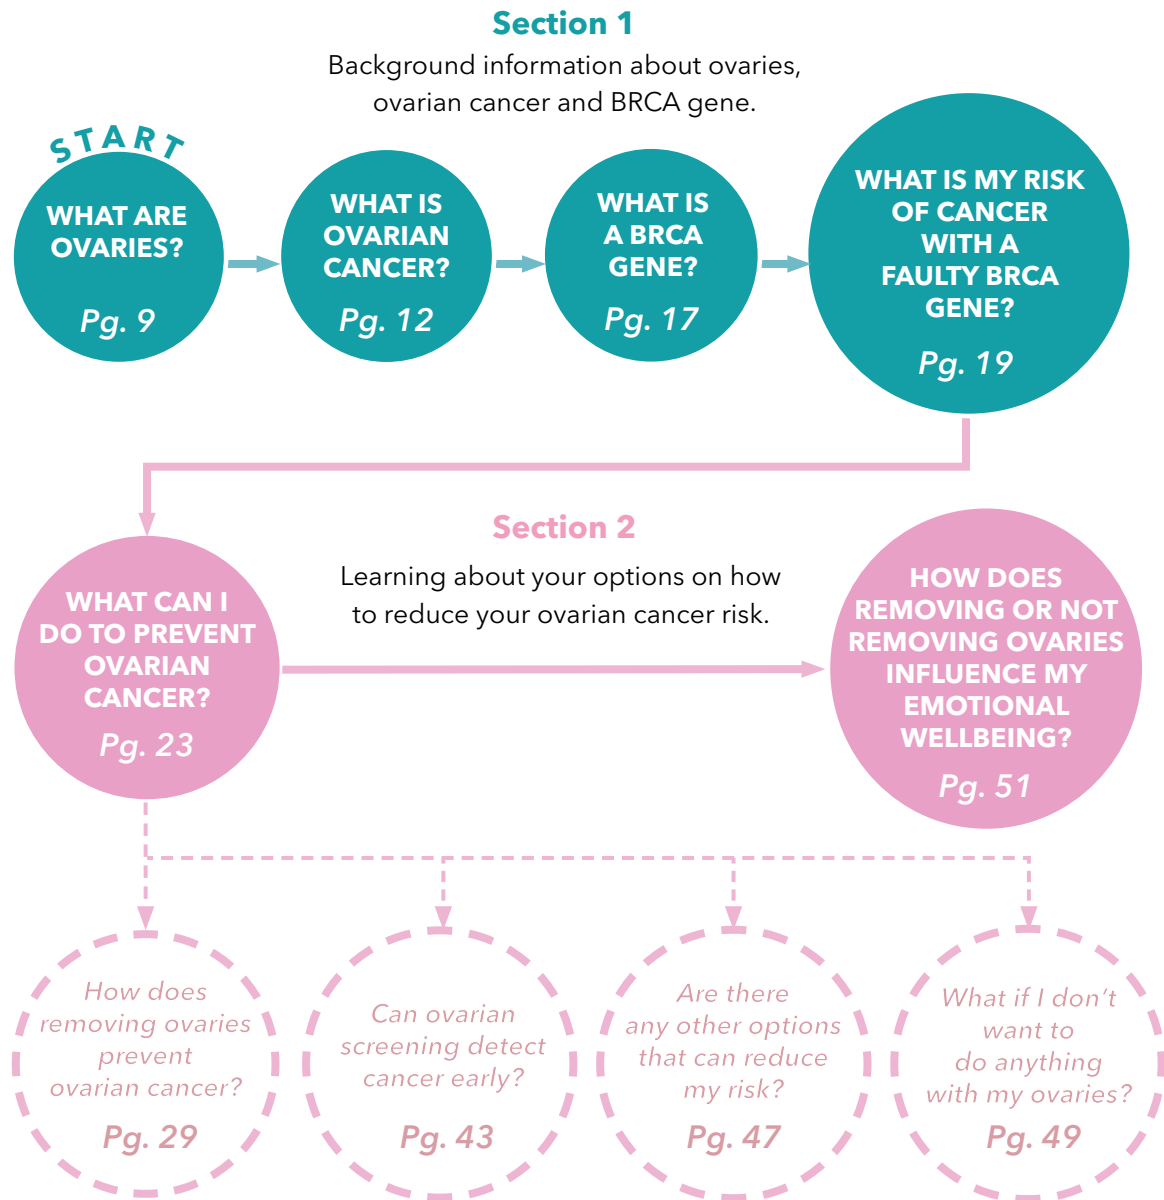 Section 1
Background information about ovaries,
ovarian cancer and BRCA gene.
START
WHAT ARE
OVARIES?
Pg. 9
WHAT IS
OVARIAN
CANCER?
Pg. 12
WHAT IS
A BRCA
GENE?
Pg. 17
WHAT IS MY RISK
OF CANCER
WITH A
FAULTY BRCA
GENE?
Pg. 19
Section 2
Learning about your options on how
to reduce your ovarian cancer risk.
WHAT CAN I
DO TO PREVENT
OVARIAN
CANCER?
Pg. 23
HOW DOES
REMOVING OR NOT
REMOVING OVARIES
INFLUENCE MY
EMOTIONAL
WELLBEING?
Pg. 51
How does
removing ovaries
prevent
ovarian cancer?
Pg. 29
Can ovarian
screening detect
cancer early?
Pg. 43
Are there
any other options
that can reduce
my risk?
Pg. 47
What if I don't
want to
do anything
with my ovaries?
Pg. 49